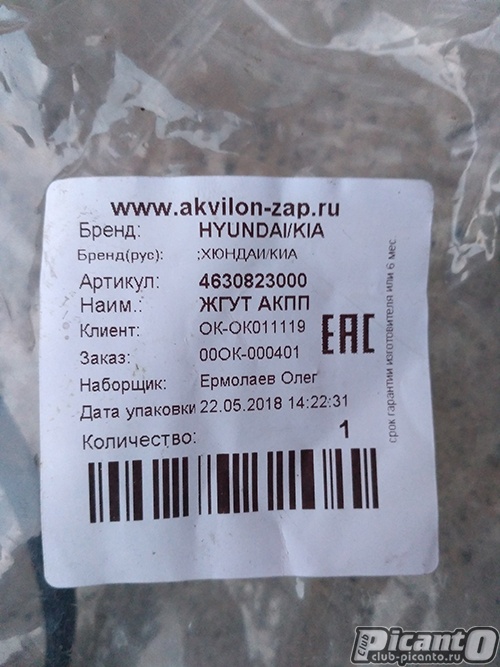 www.akvilon-zap.ru
Бренд: HYUNDAI/KIA
Бренд(рус): ;ХЮНДАИ/КИА
Артикул: 4630823000
Наим.: ЖГУТ АКПП
Клиент: ОК-ОК011119
Заказ: 00ОК-000401
Наборщик: Ермолаев Олег
Дата упаковки 22.05.2018 14:22:31
Количество: 1
EAC
срок гарантии изготовителя или 6 мес.
club Picanto
club-picanto.ru